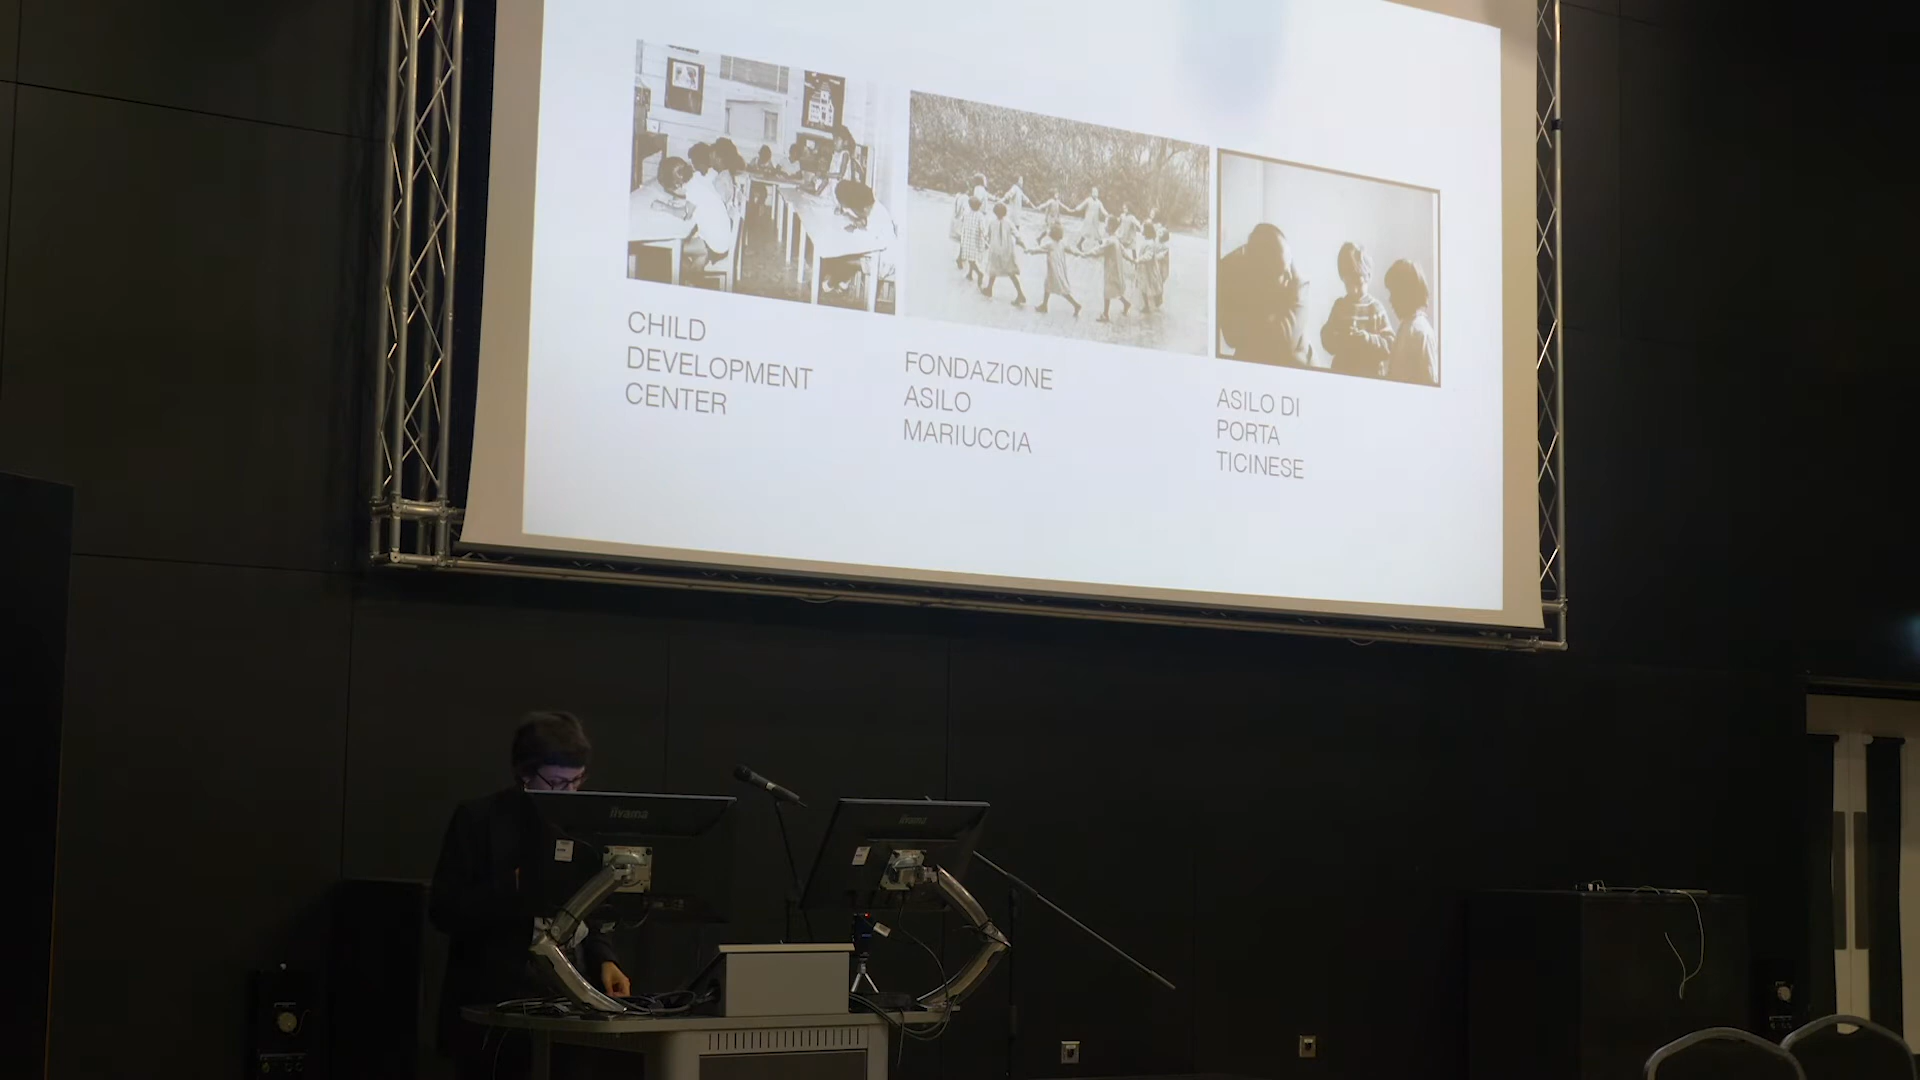 CHILD
DEVELOPMENT
CENTER
FONDAZIONE
ASILO
MARIUCCIA
ASILO DI
PORTA
TICINESE
iiyama
iiyama